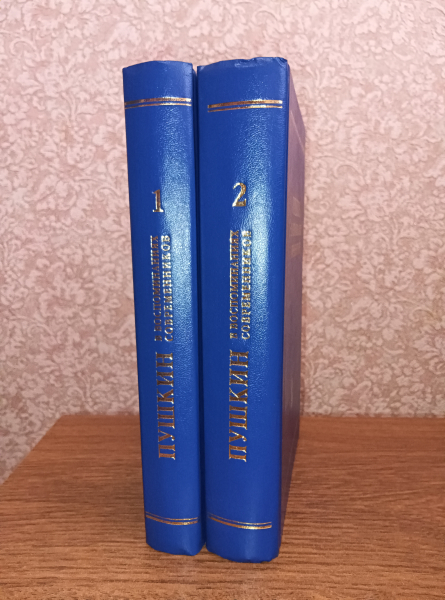 1
ПУШКИН
В ВОСПОМИНАНИЯХ
СОВРЕМЕННИКОВ
2
ПУШКИН
В ВОСПОМИНАНИЯХ
СОВРЕМЕННИКОВ